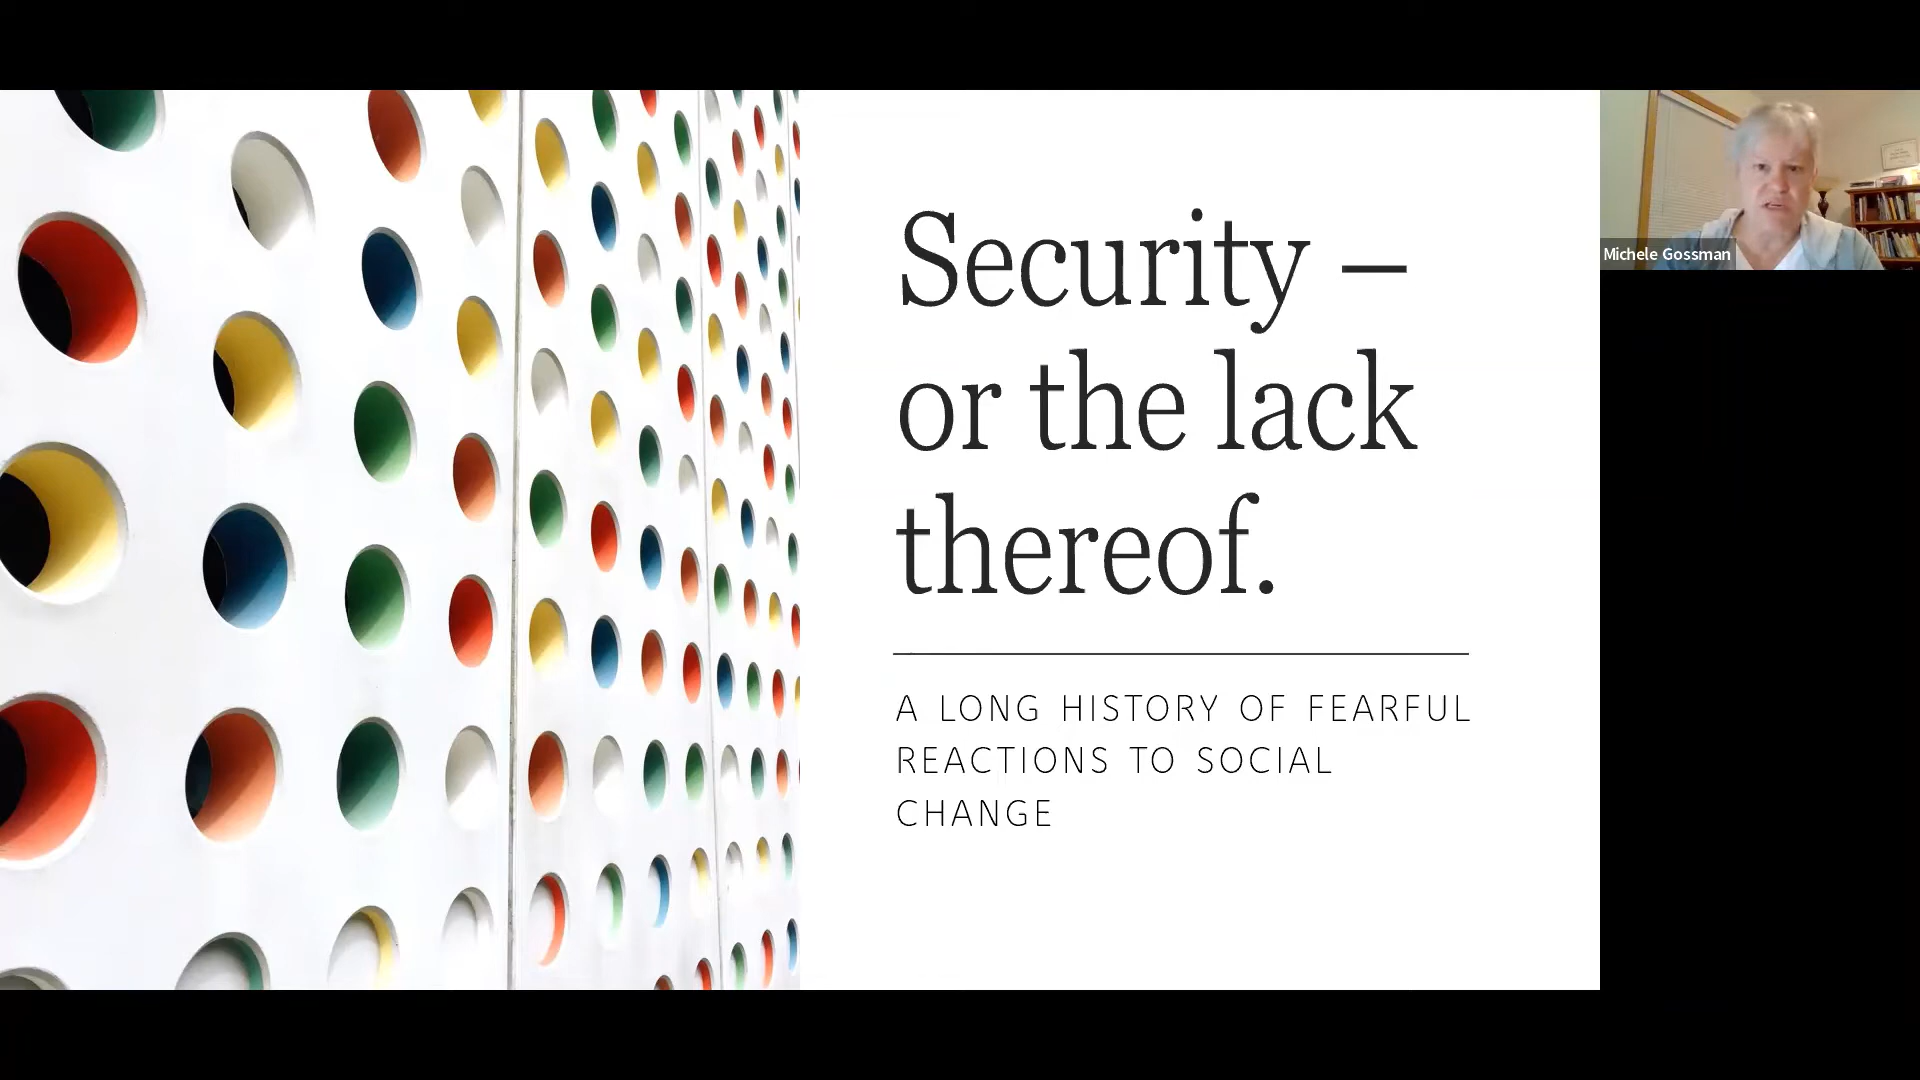 Security –
or the lack
thereof.
A LONG HISTORY OF FEARFUL
REACTIONS TO SOCIAL
CHANGE
Michele Gossman